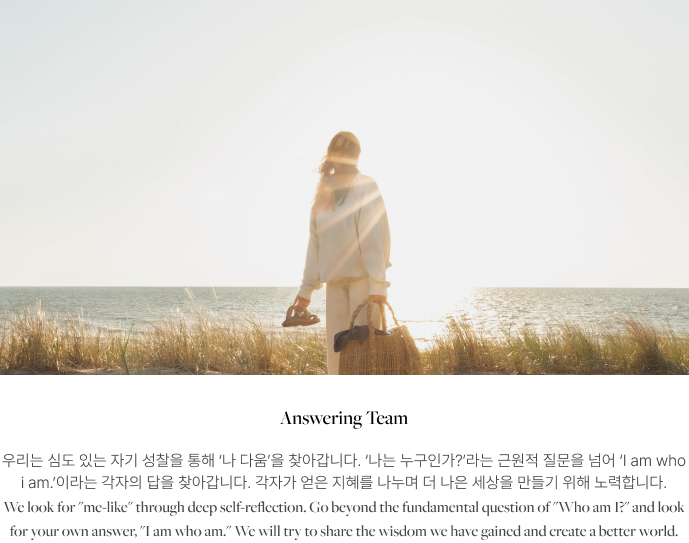 Answering Team
우리는 심도 있는 자기 성찰을 통해 '나 다움'을 찾아갑니다. '나는 누구인가?'라는 근원적 질문을 넘어 'I am who
i am.'이라는 각자의 답을 찾아갑니다. 각자가 얻은 지혜를 나누며 더 나은 세상을 만들기 위해 노력합니다.
We look for "me-like" through deep self-reflection. Go beyond the fundamental question of "Who am I?" and look
for your own answer, "I am who am." We will try to share the wisdom we have gained and create a better world.